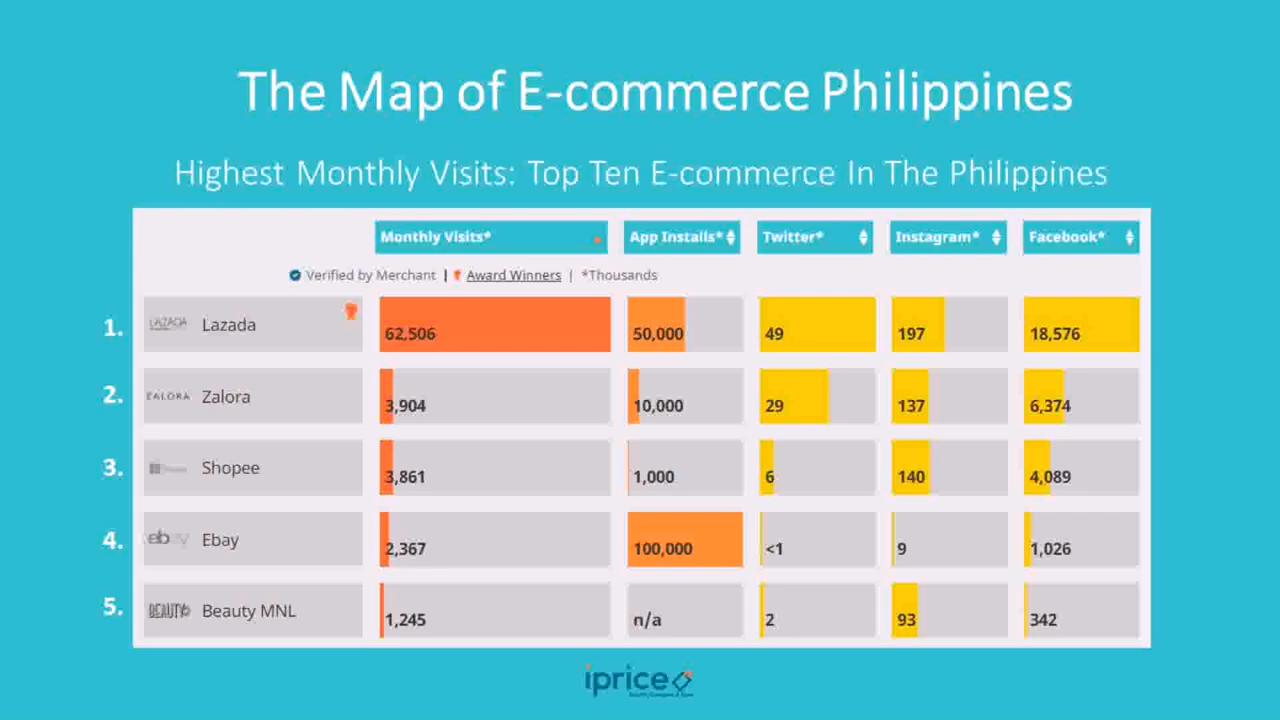 The Map of E-commerce Philippines
Highest Monthly Visits: Top Ten E-commerce In The Philippines
Monthly Visits* App Installs* Twitter* Instagram* Facebook*
Verified by Merchant | Award Winners | *Thousands
1. LAZADA Lazada 62,506 50,000 49 197 18,576
2. ZALORA Zalora 3,904 10,000 29 137 6,374
3. Shopee 3,861 1,000 6 140 4,089
4. ebay Ebay 2,367 100,000 <1 9 1,026
5. BEAUTY Beauty MNL 1,245 n/a 2 93 342
iprice